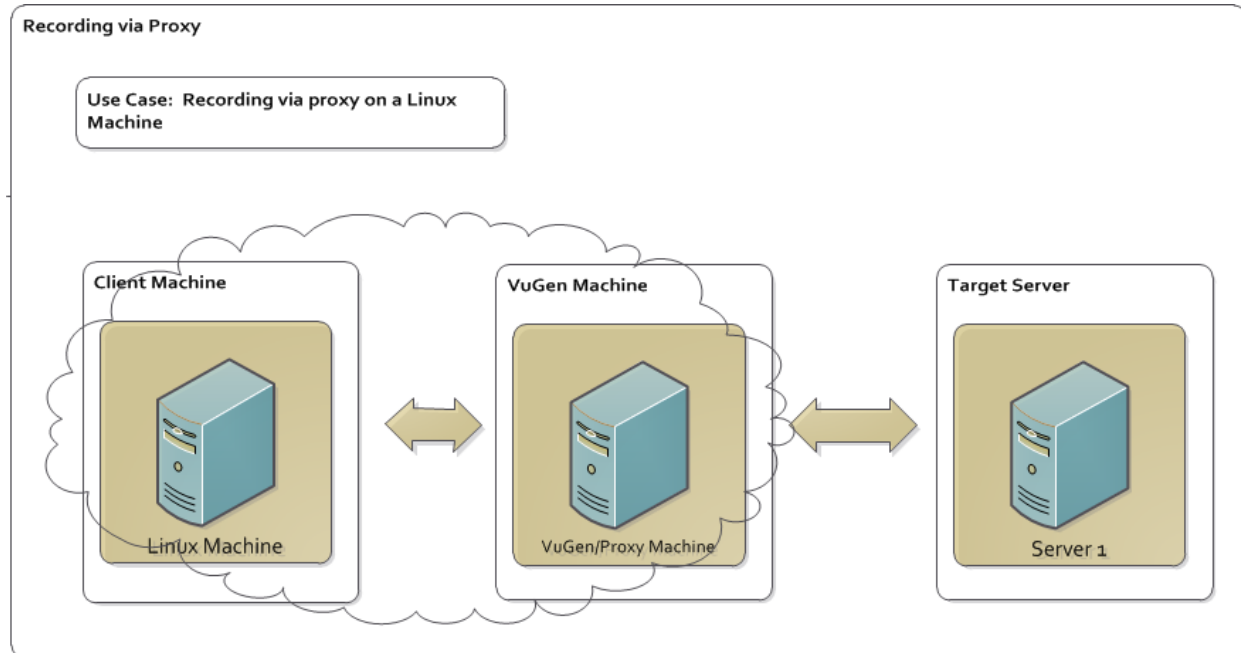 Recording via Proxy
Use Case: Recording via proxy on a Linux
Machine
Client Machine
VuGen Machine
Target Server
Linux Machine
VuGen/Proxy Machine
Server 1